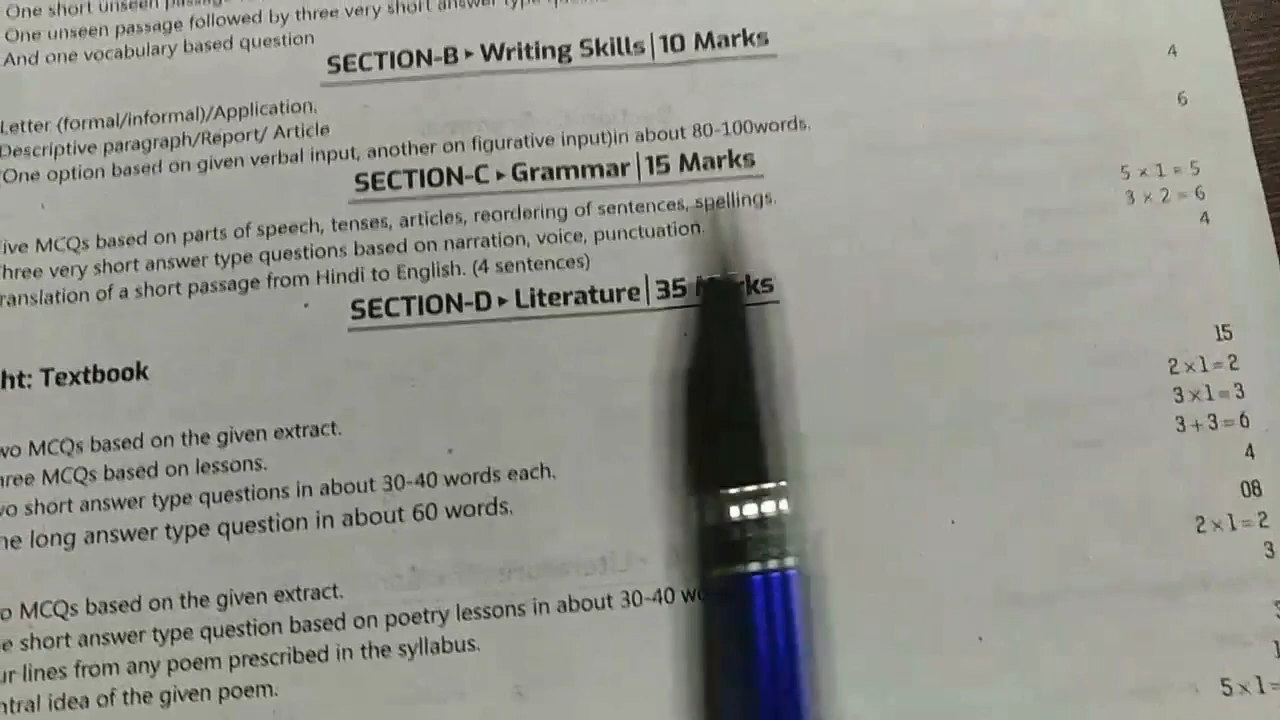 One short unseen
One unseen passage followed by three very short answer type
And one vocabulary based question
SECTION-B ▸ Writing Skills | 10 Marks
Letter (formal/informal)/Application. 4
Descriptive paragraph/Report/ Article 6
One option based on given verbal input, another on figurative input)in about 80-100words.
SECTION-C ▸ Grammar | 15 Marks
ive MCQs based on parts of speech, tenses, articles, reordering of sentences, spellings. 5 × 1 = 5
hree very short answer type questions based on narration, voice, punctuation. 3 × 2 = 6
ranslation of a short passage from Hindi to English. (4 sentences) 4
SECTION-D ▸ Literature | 35
ht: Textbook 15
wo MCQs based on the given extract. 2×1=2
aree MCQs based on lessons. 3×1=3
vo short answer type questions in about 30-40 words each. 3+3=6
ne long answer type question in about 60 words. 4
08
o MCQs based on the given extract. 2×1=2
e short answer type question based on poetry lessons in about 30-40 3
ur lines from any poem prescribed in the syllabus.
ntral idea of the given poem.
5×1=